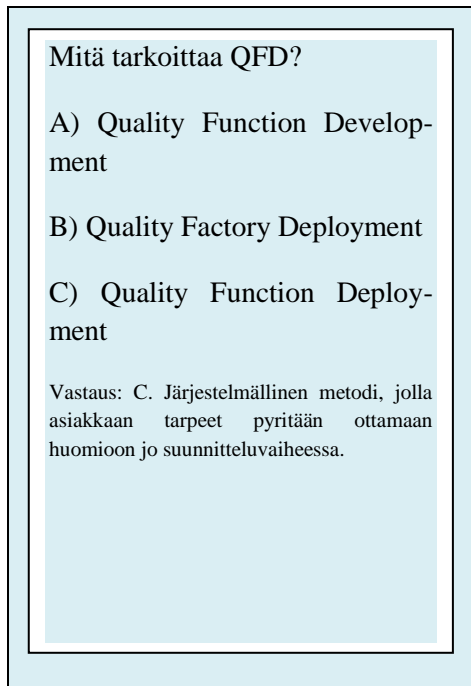 Mitä tarkoittaa QFD?
A) Quality Function Develop-
ment
B) Quality Factory Deployment
C) Quality Function Deploy-
ment
Vastaus: C. Järjestelmällinen metodi, jolla
asiakkaan tarpeet pyritään ottamaan
huomioon jo suunnitteluvaiheessa.